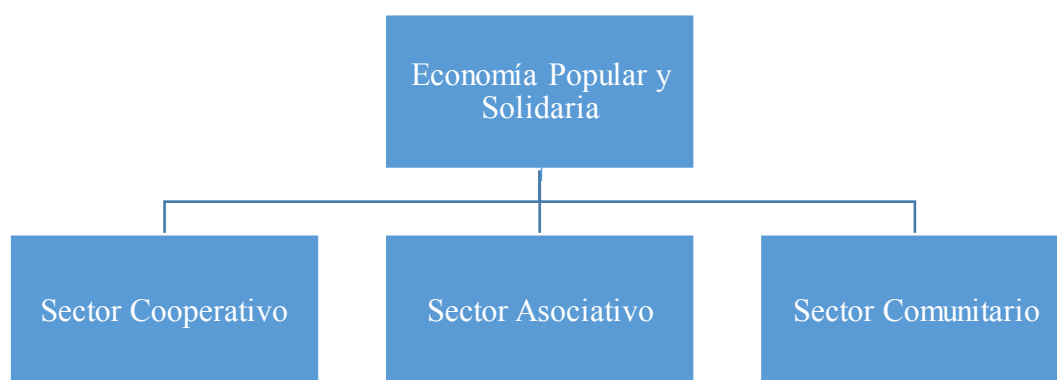 Economía Popular y
Solidaria
Sector Cooperativo
Sector Asociativo
Sector Comunitario